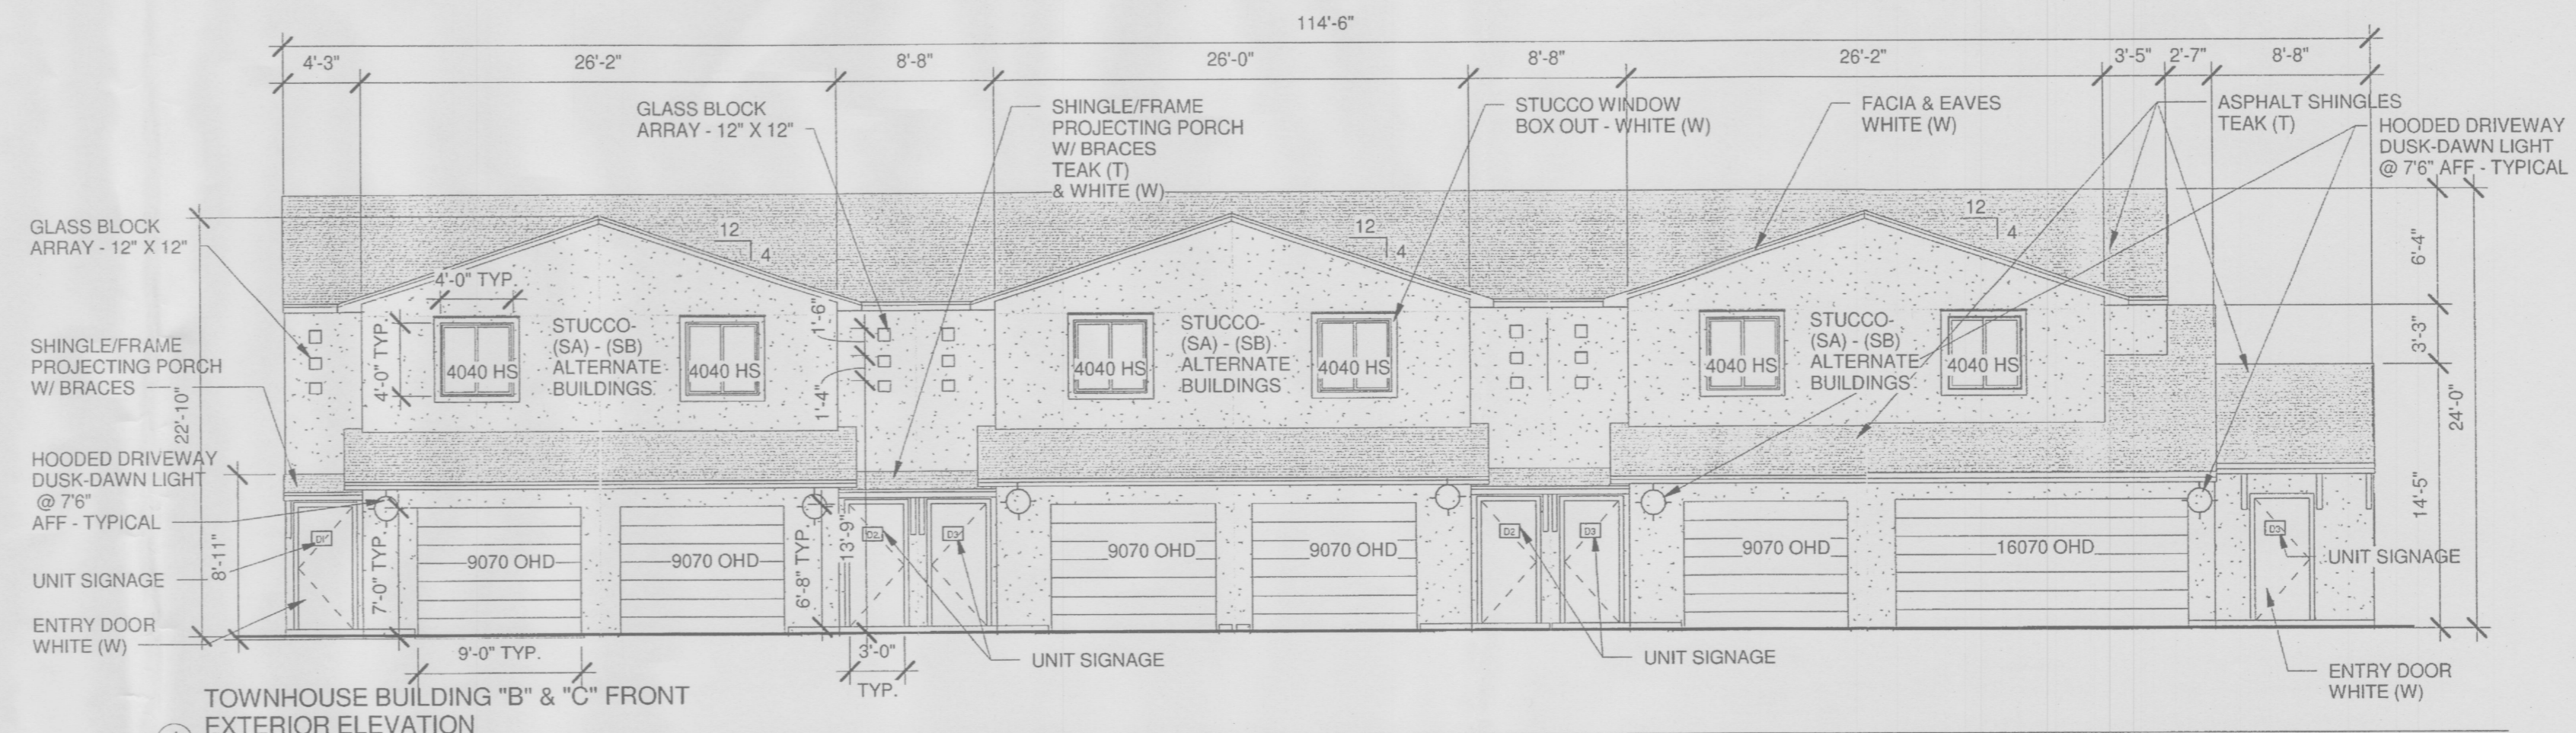 114'-6"
4'-3"
26'-2"
8'-8"
26'-0"
8'-8"
26'-2"
3'-5"
2'-7"
8'-8"
GLASS BLOCK
ARRAY - 12" X 12"
SHINGLE/FRAME
PROJECTING PORCH
W/ BRACES
TEAK (T)
& WHITE (W)
STUCCO WINDOW
BOX OUT - WHITE (W)
FACIA & EAVES
WHITE (W)
ASPHALT SHINGLES
TEAK (T)
HOODED DRIVEWAY
DUSK-DAWN LIGHT
@ 7'6" AFF - TYPICAL
GLASS BLOCK
ARRAY - 12" X 12"
12
4
12
4
12
4
6'-4"
4'-0" TYP.
4'-0" TYP.
1'-6"
1'-4"
3'-3"
SHINGLE/FRAME
PROJECTING PORCH
W/ BRACES
4040 HS
STUCCO-
(SA) - (SB)
ALTERNATE
BUILDINGS
4040 HS
4040 HS
STUCCO-
(SA) - (SB)
ALTERNATE
BUILDINGS
4040 HS
4040 HS
STUCCO-
(SA) - (SB)
ALTERNATE
BUILDINGS
4040 HS
22'-10"
24'-0"
HOODED DRIVEWAY
DUSK-DAWN LIGHT
@ 7'6"
AFF - TYPICAL
8'-11"
7'-0" TYP.
6'-8" TYP.
13'-9"
14'-5"
D1
9070 OHD
9070 OHD
D2
D3
9070 OHD
9070 OHD
D2
D3
9070 OHD
16070 OHD
D3
UNIT SIGNAGE
UNIT SIGNAGE
ENTRY DOOR
WHITE (W)
9'-0" TYP.
3'-0"
TYP.
UNIT SIGNAGE
UNIT SIGNAGE
ENTRY DOOR
WHITE (W)
TOWNHOUSE BUILDING "B" & "C" FRONT
EXTERIOR ELEVATION